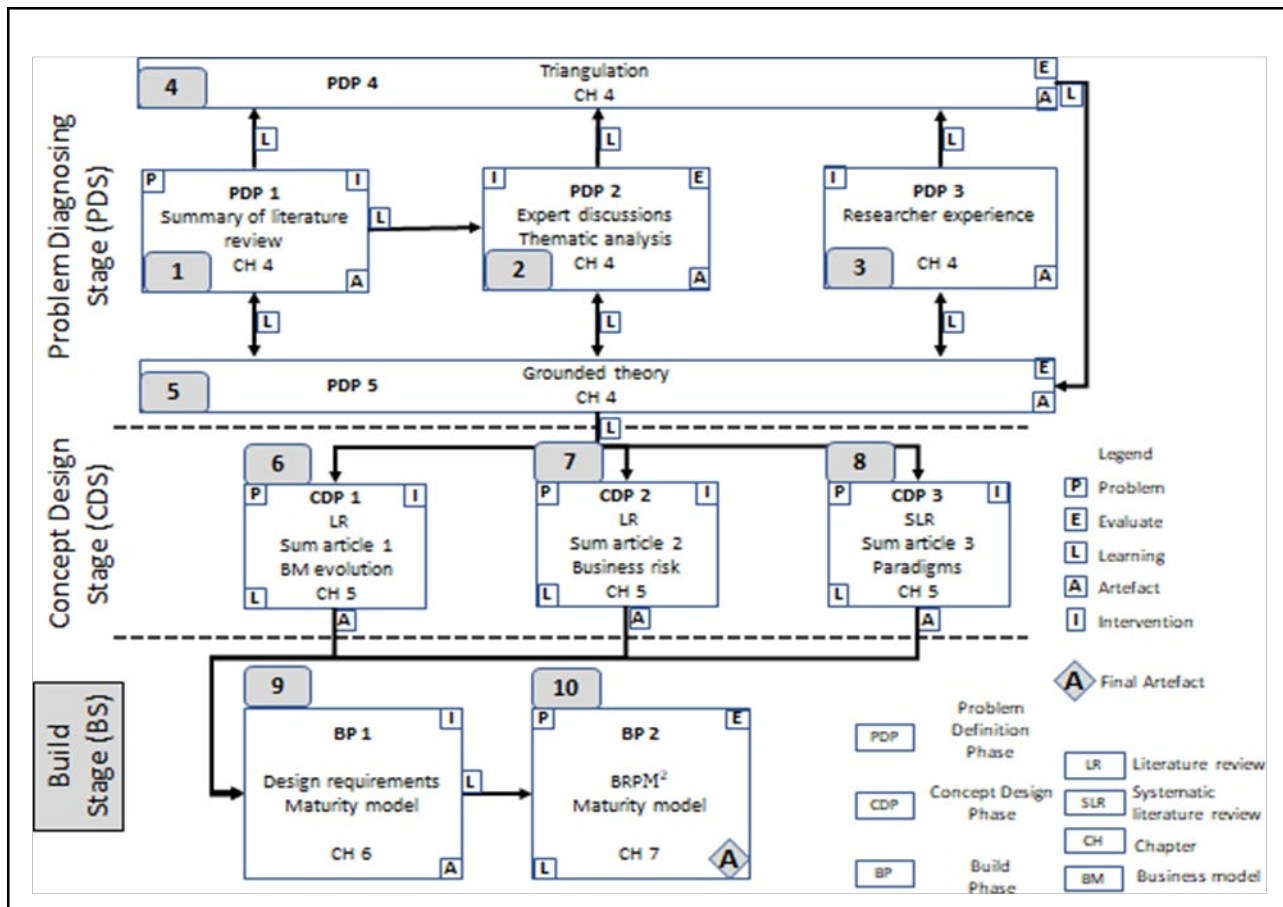 Problem Diagnosing
Stage (PDS)
4
PDP 4
Triangulation
CH 4
E
A
L
L
L
L
P
I
PDP 1
Summary of literature
review
CH 4
1
A
L
I
E
PDP 2
Expert discussions
Thematic analysis
CH 4
2
A
I
PDP 3
Researcher experience
CH 4
3
A
L
L
L
5
PDP 5
Grounded theory
CH 4
E
A
L
Concept Design
Stage (CDS)
6
P
I
CDP 1
LR
Sum article 1
BM evolution
CH 5
L
A
7
P
I
CDP 2
LR
Sum article 2
Business risk
CH 5
L
A
8
P
I
CDP 3
SLR
Sum article 3
Paradigms
CH 5
L
A
Build
Stage (BS)
9
I
BP 1
Design requirements
Maturity model
CH 6
A
L
10
P
E
BP 2
BRPM²
Maturity model
CH 7
L
A
Legend
P Problem
E Evaluate
L Learning
A Artefact
I Intervention
A Final Artefact
PDP
Problem
Definition
Phase
CDP
Concept Design
Phase
BP
Build
Phase
LR Literature review
SLR
Systematic
literature review
CH Chapter
BM Business model